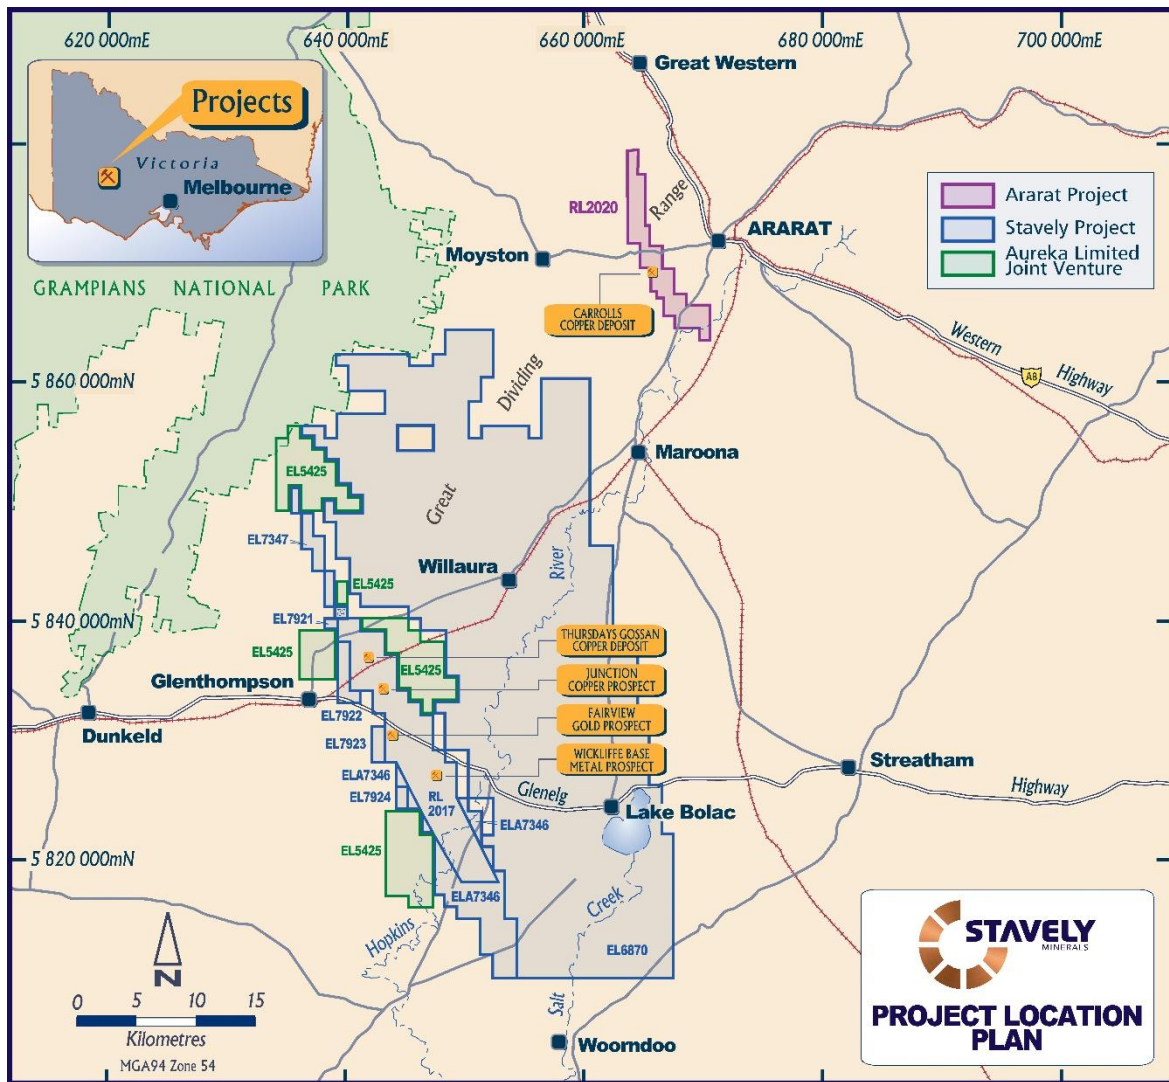 620 000mE
640 000mE
660 000mE
680 000mE
700 000mE
Great Western
Projects
Victoria
Melbourne
RL2020
Range
ARARAT
Moyston
Ararat Project
Stavely Project
Aureka Limited
Joint Venture
GRAMPIANS NATIONAL PARK
CARROLLS
COPPER DEPOSIT
Western
Highway
A8
5 860 000mN
Dividing
Maroona
EL5425
Great
EL7347
Willaura
River
EL5425
EL7921
5 840 000mN
THURSDAYS GOSSAN
COPPER DEPOSIT
EL5425
EL5425
JUNCTION
COPPER PROSPECT
Glenthompson
EL7922
FAIRVIEW
GOLD PROSPECT
Dunkeld
EL7923
WICKLIFFE BASE
METAL PROSPECT
Streatham
ELA7346
EL7924
RL
2017
Glenelg
Highway
Lake Bolac
ELA7346
EL5425
5 820 000mN
ELA7346
Creek
Hopkins
EL6870
N
0 5 10 15
Kilometres
MGA94 Zone 54
Salt
Woorndoo
STAVELY
MINERALS
PROJECT LOCATION
PLAN